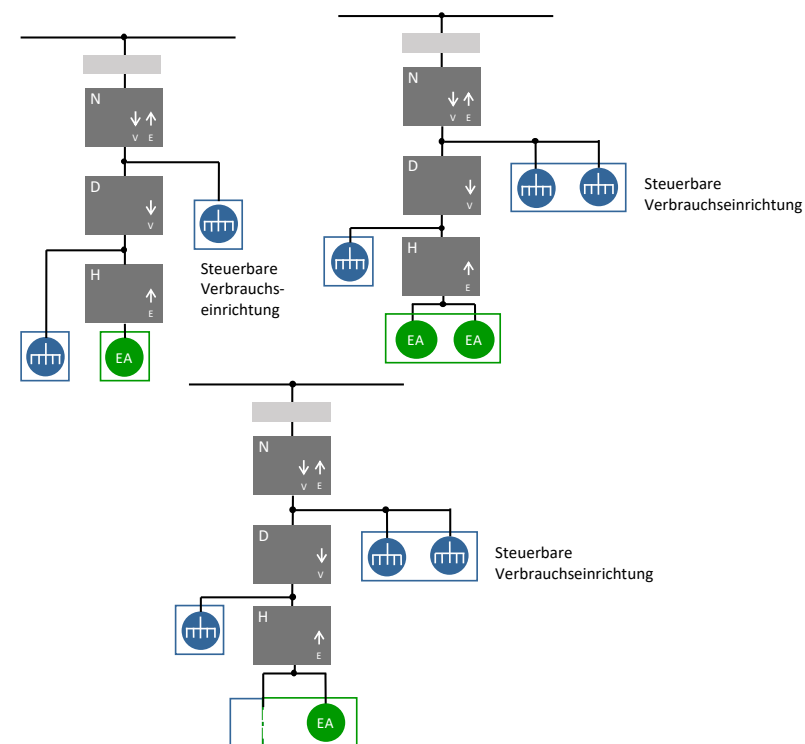 N
V E
D
V
Steuerbare
Verbrauchs-
einrichtung
H
E
EA
N
V E
D
V
Steuerbare
Verbrauchseinrichtung
H
E
EA EA
N
V E
D
V
Steuerbare
Verbrauchseinrichtung
H
E
EA